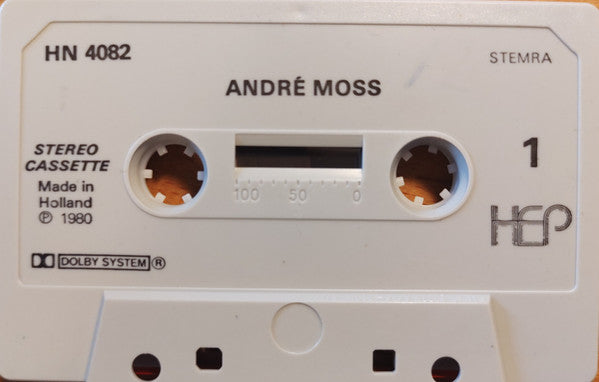 HN 4082
STEMRA
ANDRÉ MOSS
STEREO
CASSETTE
Made in
Holland
℗ 1980
1
100 50 0
HEP
DOLBY SYSTEM ®